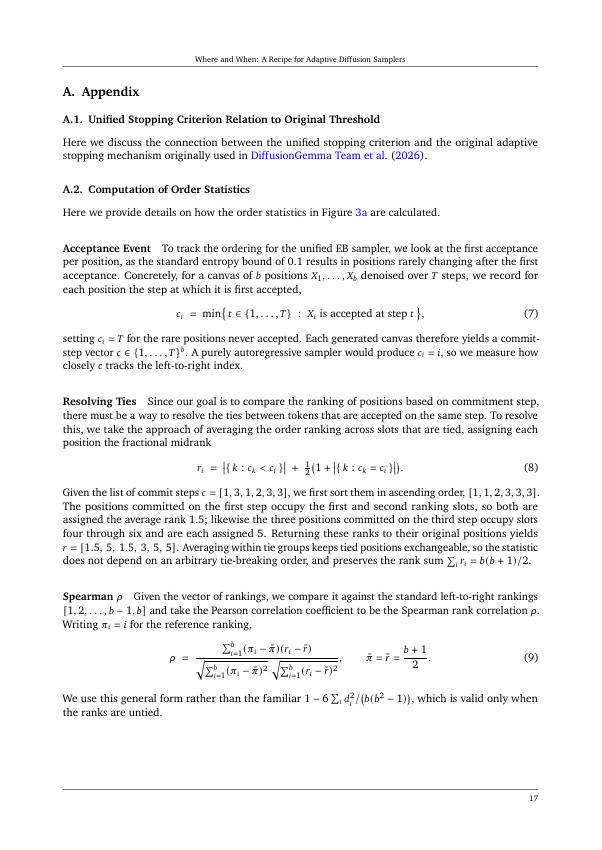 Where and When: A Recipe for Adaptive Diffusion Samplers
A. Appendix
A.1. Unified Stopping Criterion Relation to Original Threshold
Here we discuss the connection between the unified stopping criterion and the original adaptive
stopping mechanism originally used in DiffusionGemma Team et al. (2026).
A.2. Computation of Order Statistics
Here we provide details on how the order statistics in Figure 3a are calculated.
Acceptance Event To track the ordering for the unified EB sampler, we look at the first acceptance
per position, as the standard entropy bound of 0.1 results in positions rarely changing after the first
acceptance. Concretely, for a canvas of b positions X₁, . . . , X_b denoised over T steps, we record for
each position the step at which it is first accepted,
c_i = min{ t ∈ {1, . . . , T} : X_i is accepted at step t }, (7)
setting c_i = T for the rare positions never accepted. Each generated canvas therefore yields a commit-
step vector c ∈ {1, . . . , T}^b. A purely autoregressive sampler would produce c_i = i, so we measure how
closely c tracks the left-to-right index.
Resolving Ties Since our goal is to compare the ranking of positions based on commitment step,
there must be a way to resolve the ties between tokens that are accepted on the same step. To resolve
this, we take the approach of averaging the order ranking across slots that are tied, assigning each
position the fractional midrank
r_i = |{ k : c_k < c_i }| + ½(1 + |{ k : c_k = c_i }|). (8)
Given the list of commit steps c = [1, 3, 1, 2, 3, 3], we first sort them in ascending order, [1, 1, 2, 3, 3, 3].
The positions committed on the first step occupy the first and second ranking slots, so both are
assigned the average rank 1.5; likewise the three positions committed on the third step occupy slots
four through six and are each assigned 5. Returning these ranks to their original positions yields
r = [1.5, 5, 1.5, 3, 5, 5]. Averaging within tie groups keeps tied positions exchangeable, so the statistic
does not depend on an arbitrary tie-breaking order, and preserves the rank sum ∑_i r_i = b(b + 1)/2.
Spearman ρ Given the vector of rankings, we compare it against the standard left-to-right rankings
[1, 2, . . . , b − 1, b] and take the Pearson correlation coefficient to be the Spearman rank correlation ρ.
Writing π_i = i for the reference ranking,
ρ = ∑_{i=1}^b (π_i − π̄)(r_i − r̄) / (√(∑_{i=1}^b (π_i − π̄)²) √(∑_{i=1}^b (r_i − r̄)²)), π̄ = r̄ = (b + 1)/2. (9)
We use this general form rather than the familiar 1 − 6 ∑_i d_i²/(b(b² − 1)), which is valid only when
the ranks are untied.
17